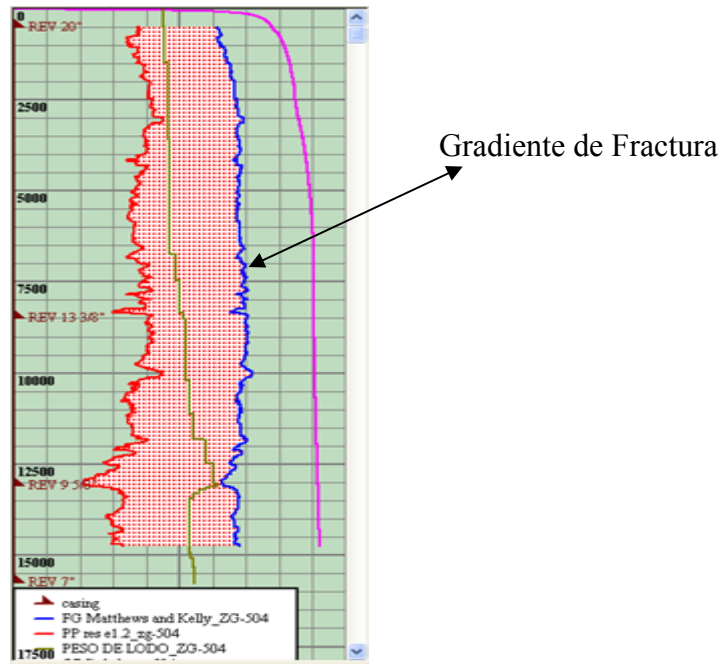 0
REV 20"
2500
5000
Gradiente de Fractura
7500
REV 13 3/8"
10000
12500
REV 9 5/8
15000
REV 7"
casing
FG Matthews and Kelly_ZG-504
PP res e1.2_zg-504
PESO DE LODO_ZG-504
17500